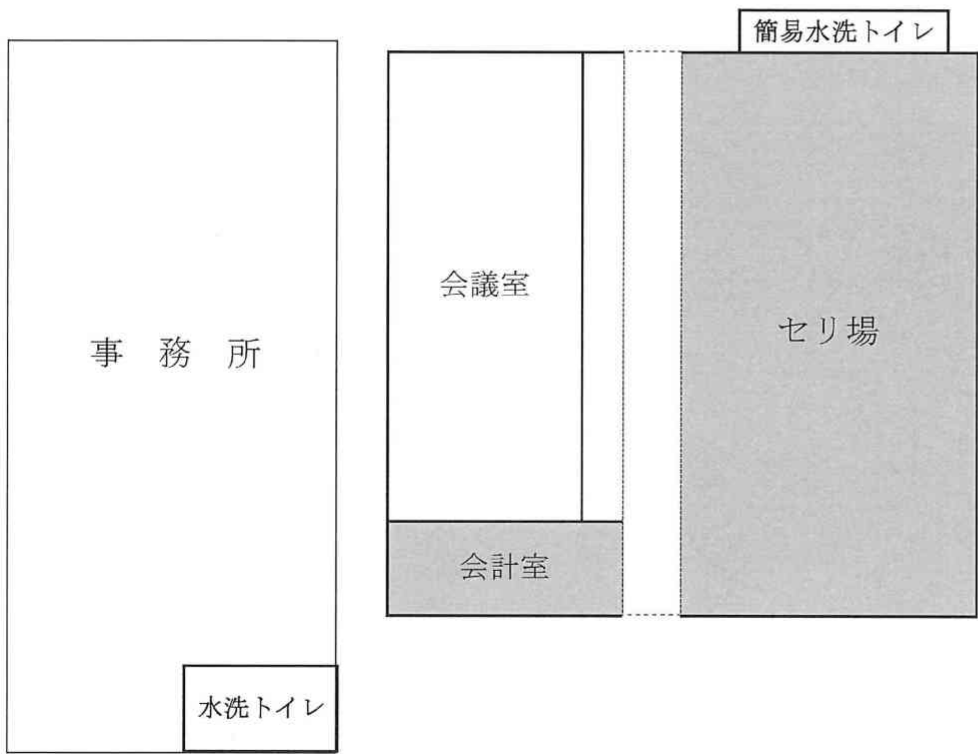 簡易水洗トイレ
会議室
セリ場
事 務 所
会計室
水洗トイレ